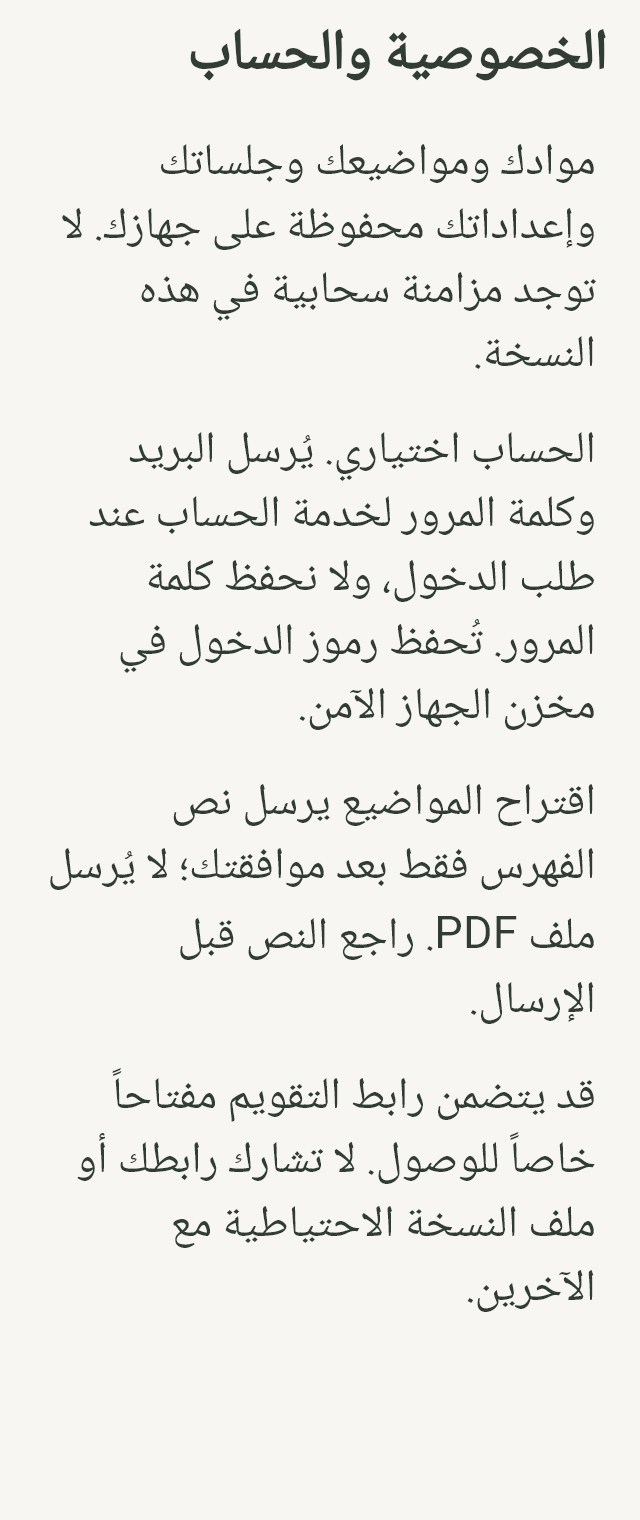 الخصوصية والحساب
موادك ومواضيعك وجلساتك
وإعداداتك محفوظة على جهازك. لا
توجد مزامنة سحابية في هذه
النسخة.
الحساب اختياري. يُرسل البريد
وكلمة المرور لخدمة الحساب عند
طلب الدخول، ولا نحفظ كلمة
المرور. تُحفظ رموز الدخول في
مخزن الجهاز الآمن.
اقتراح المواضيع يرسل نص
الفهرس فقط بعد موافقتك؛ لا يُرسل
ملف PDF. راجع النص قبل
الإرسال.
قد يتضمن رابط التقويم مفتاحاً
خاصاً للوصول. لا تشارك رابطك أو
ملف النسخة الاحتياطية مع
الآخرين.